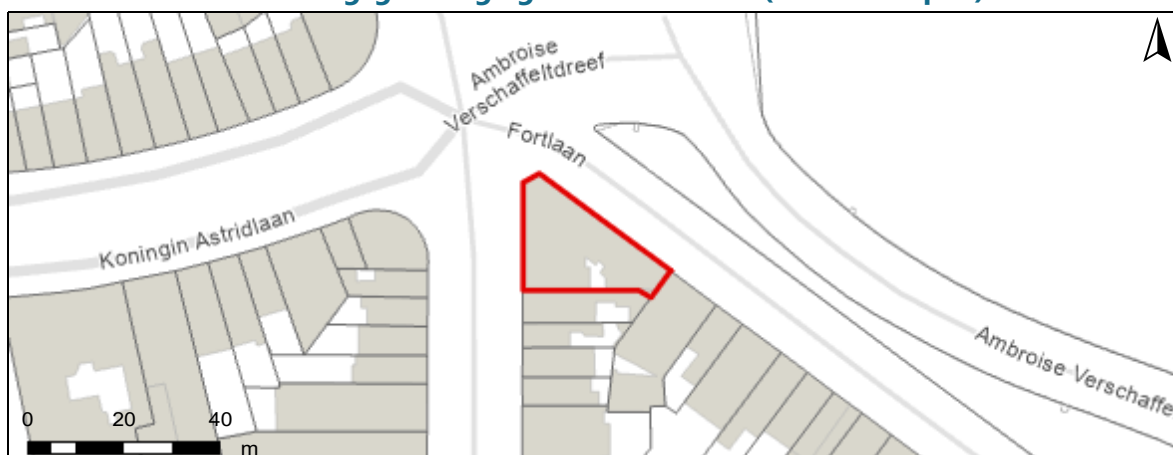 Ambroise
Verschaffeltdreef
Fortlaan
Koningin Astridlaan
Ambroise Verschaffe
0 20 40
m